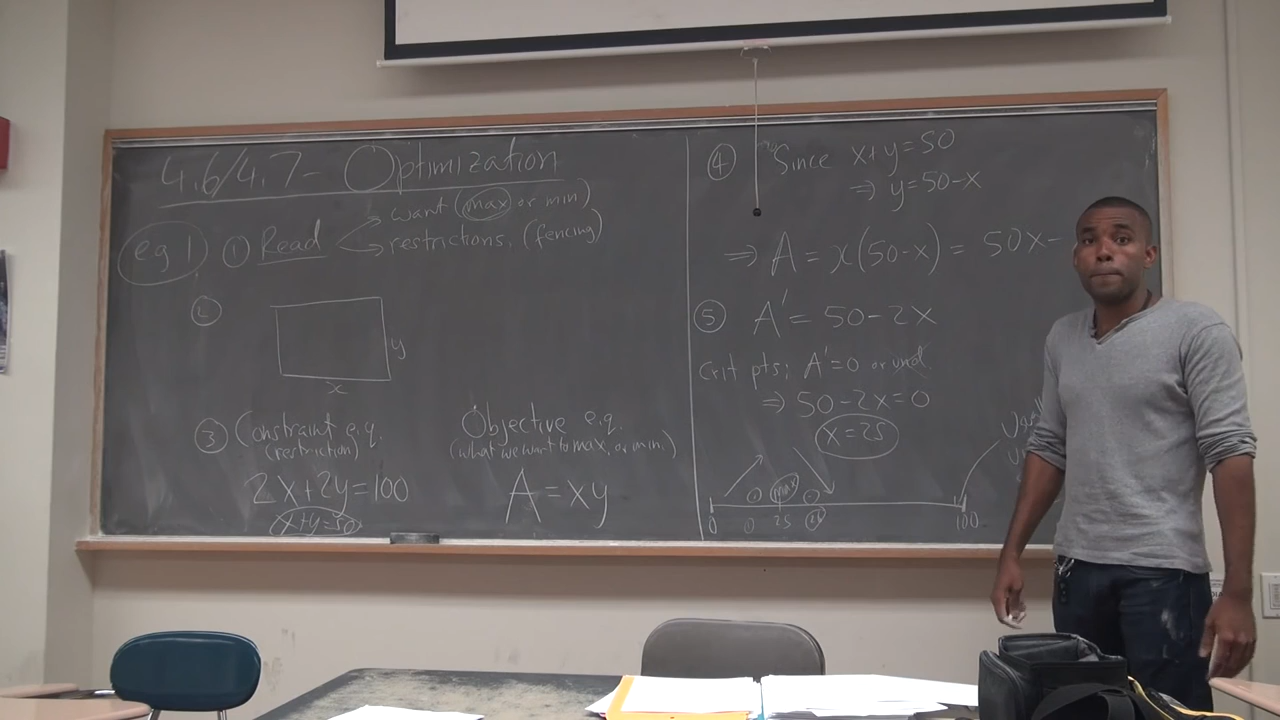 4.6/4.7- Optimization
eg 1 ① Read
want (max or min)
restrictions. (fencing)
②
y
x
③ Constraint eq.
(restriction)
2x+2y=100
x+y=50
Objective e.q.
(what we want to max, or min.)
A=xy
④ Since x+y=50
⇒ y=50-x
⇒ A = x(50-x) = 50x-
⑤ A' = 50-2x
Crit pts: A'=0 or und.
⇒ 50-2x=0
x=25
max
0 0 25 26 100